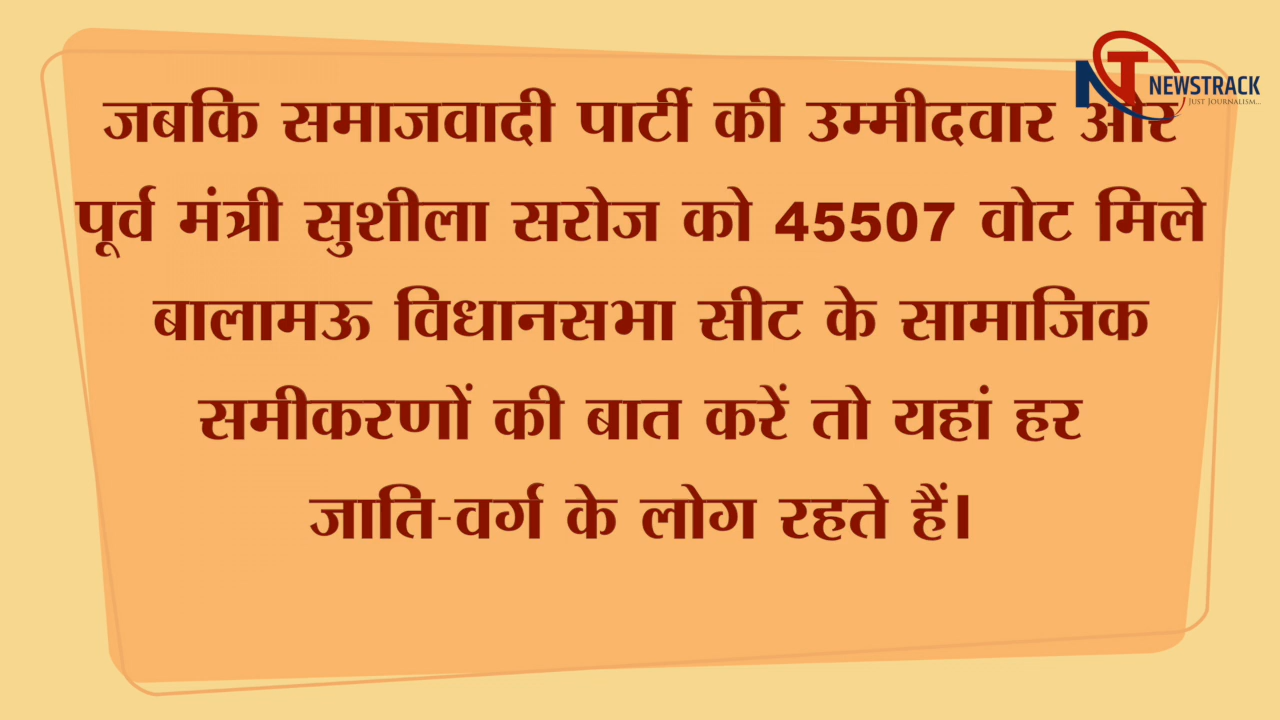 NEWSTRACK
JUST JOURNALISM...
जबकि समाजवादी पार्टी की उम्मीदवार और
पूर्व मंत्री सुशीला सरोज को 45507 वोट मिले
बालामऊ विधानसभा सीट के सामाजिक
समीकरणों की बात करें तो यहां हर
जाति-वर्ग के लोग रहते हैं।